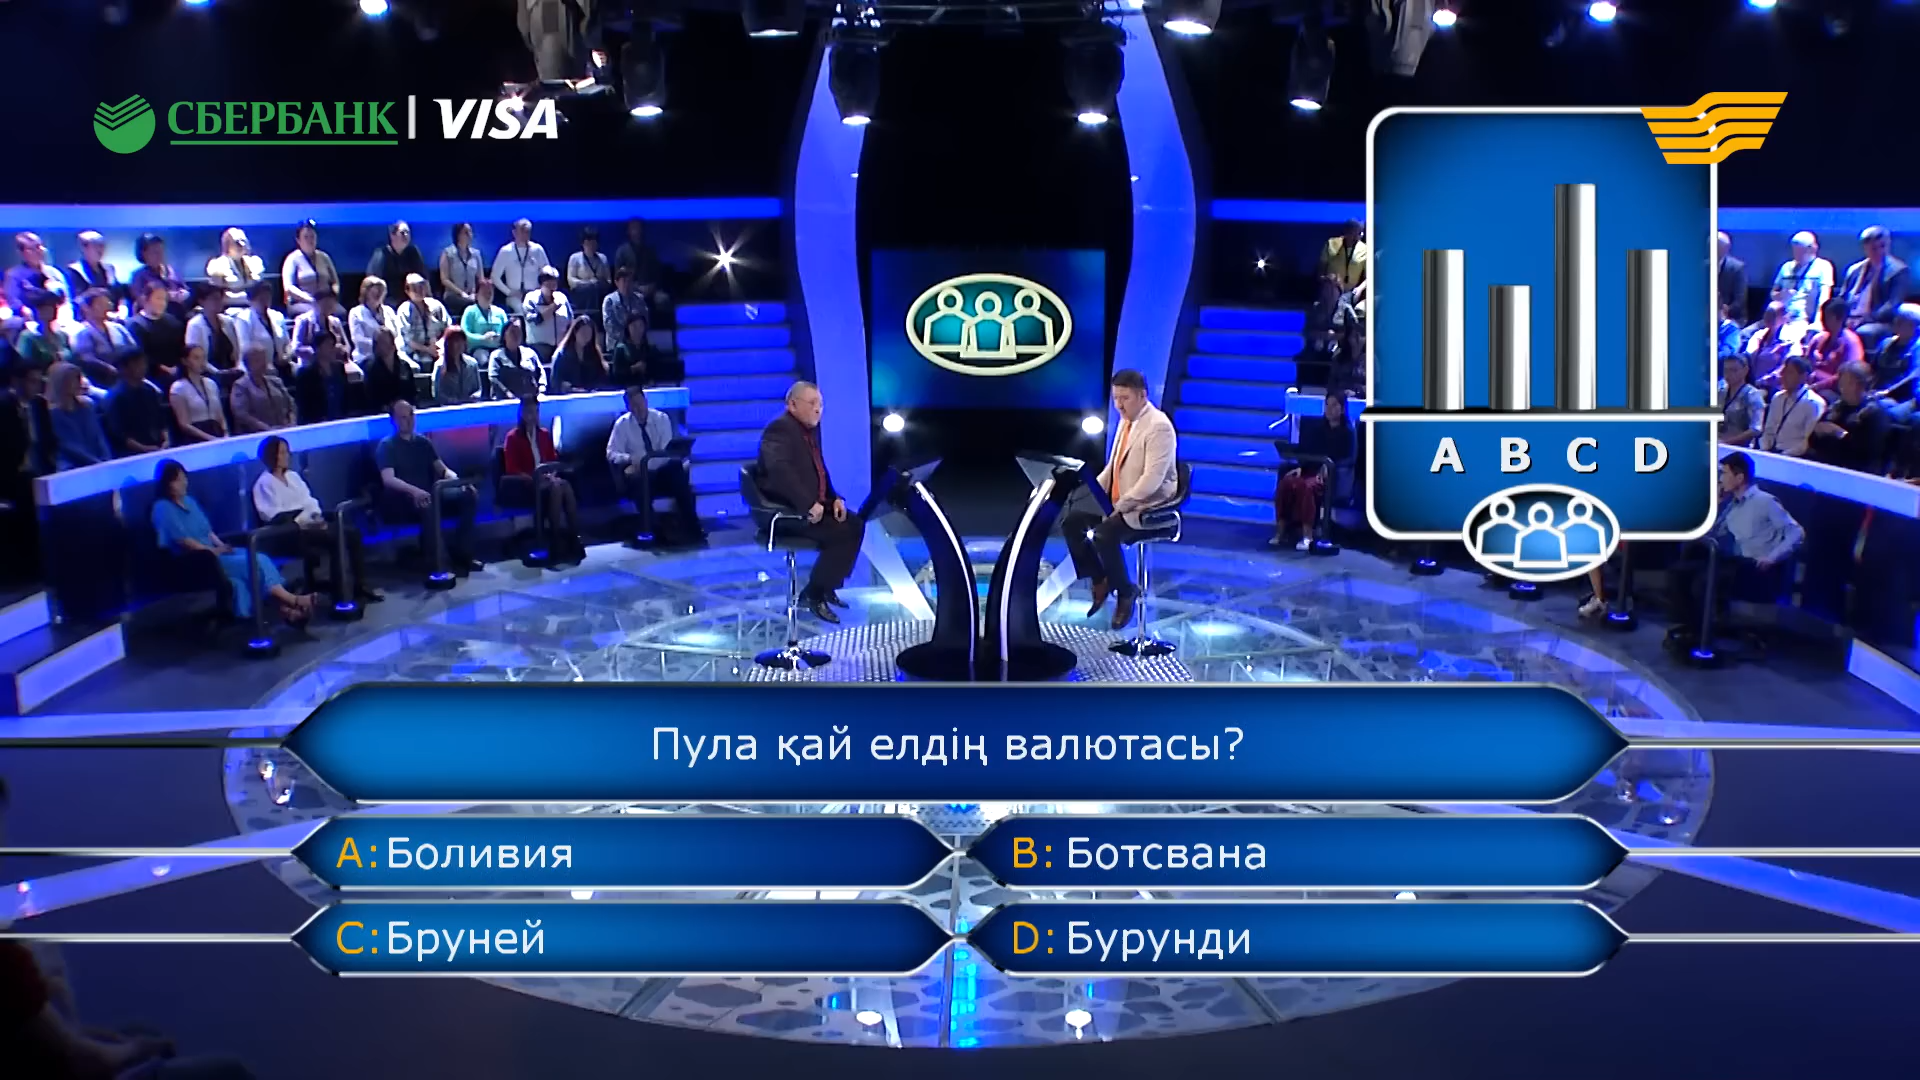 СБЕРБАНК | VISA
A B C D
Пула қай елдің валютасы?
A: Боливия
B: Ботсвана
C: Бруней
D: Бурунди